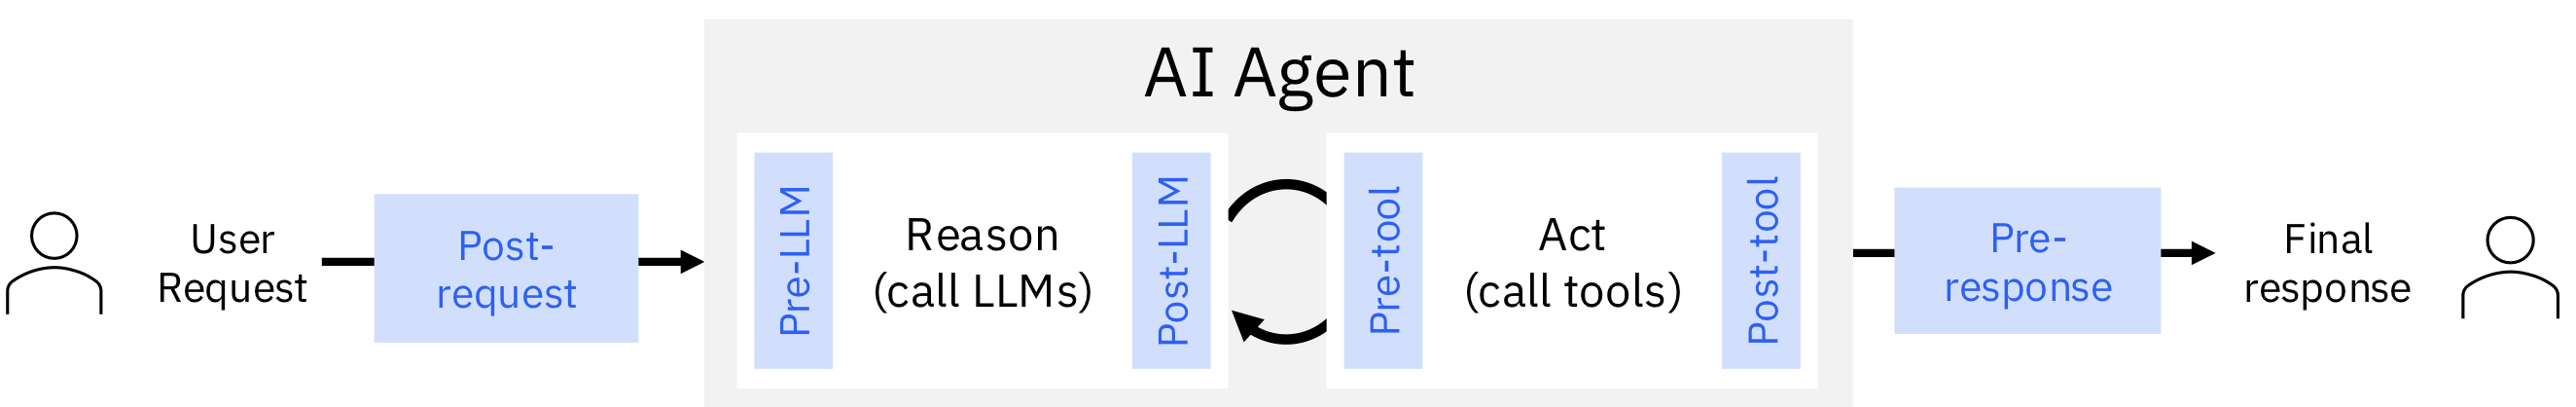 AI Agent
User
Request
Post-
request
Pre-LLM
Reason
(call LLMs)
Post-LLM
Pre-tool
Act
(call tools)
Post-tool
Pre-
response
Final
response